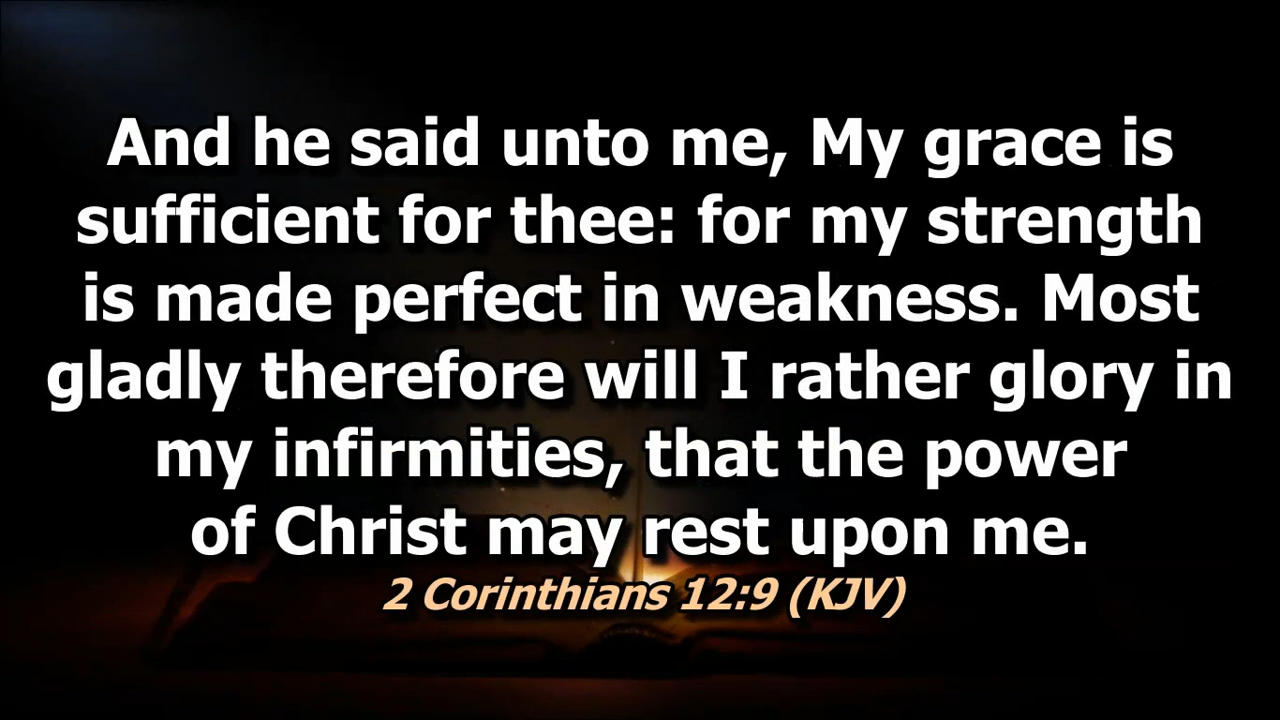 And he said unto me, My grace is
sufficient for thee: for my strength
is made perfect in weakness. Most
gladly therefore will I rather glory in
my infirmities, that the power
of Christ may rest upon me.
2 Corinthians 12:9 (KJV)